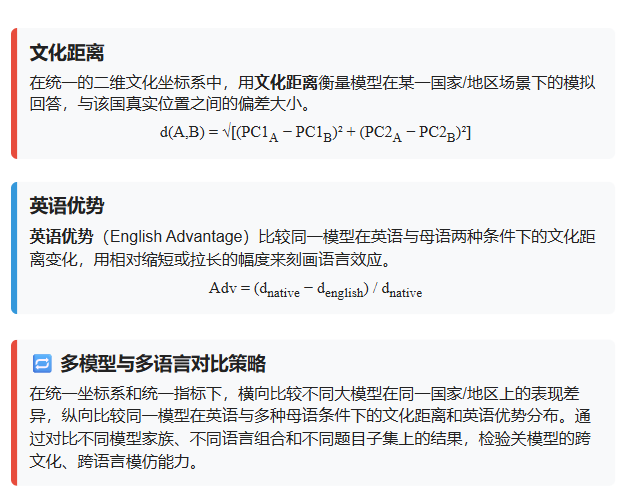 文化距离
在统一的二维文化坐标系中，用文化距离衡量模型在某一国家/地区场景下的模拟
回答，与该国真实位置之间的偏差大小。
d(A,B) = √[(PC1A − PC1B)² + (PC2A − PC2B)²]
英语优势
英语优势（English Advantage）比较同一模型在英语与母语两种条件下的文化距
离变化，用相对缩短或拉长的幅度来刻画语言效应。
Adv = (dnative − denglish) / dnative
🔁 多模型与多语言对比策略
在统一坐标系和统一指标下，横向比较不同大模型在同一国家/地区上的表现差
异，纵向比较同一模型在英语与多种母语条件下的文化距离和英语优势分布。通
过对比不同模型家族、不同语言组合和不同题目子集上的结果，检验关模型的跨
文化、跨语言模仿能力。